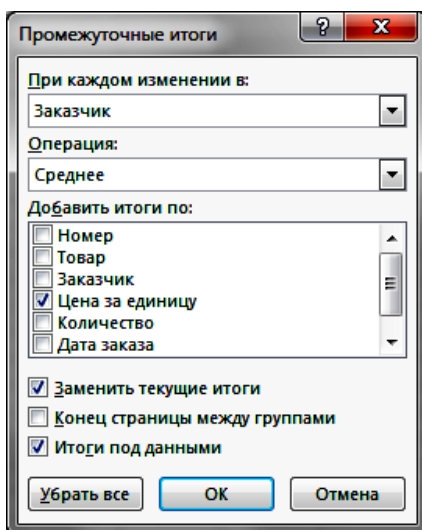 Промежуточные итоги
?
X
При каждом изменении в:
Заказчик
Операция:
Среднее
Добавить итоги по:
Номер
Товар
Заказчик
Цена за единицу
Количество
Дата заказа
Заменить текущие итоги
Конец страницы между группами
Итоги под данными
Убрать все ОК Отмена